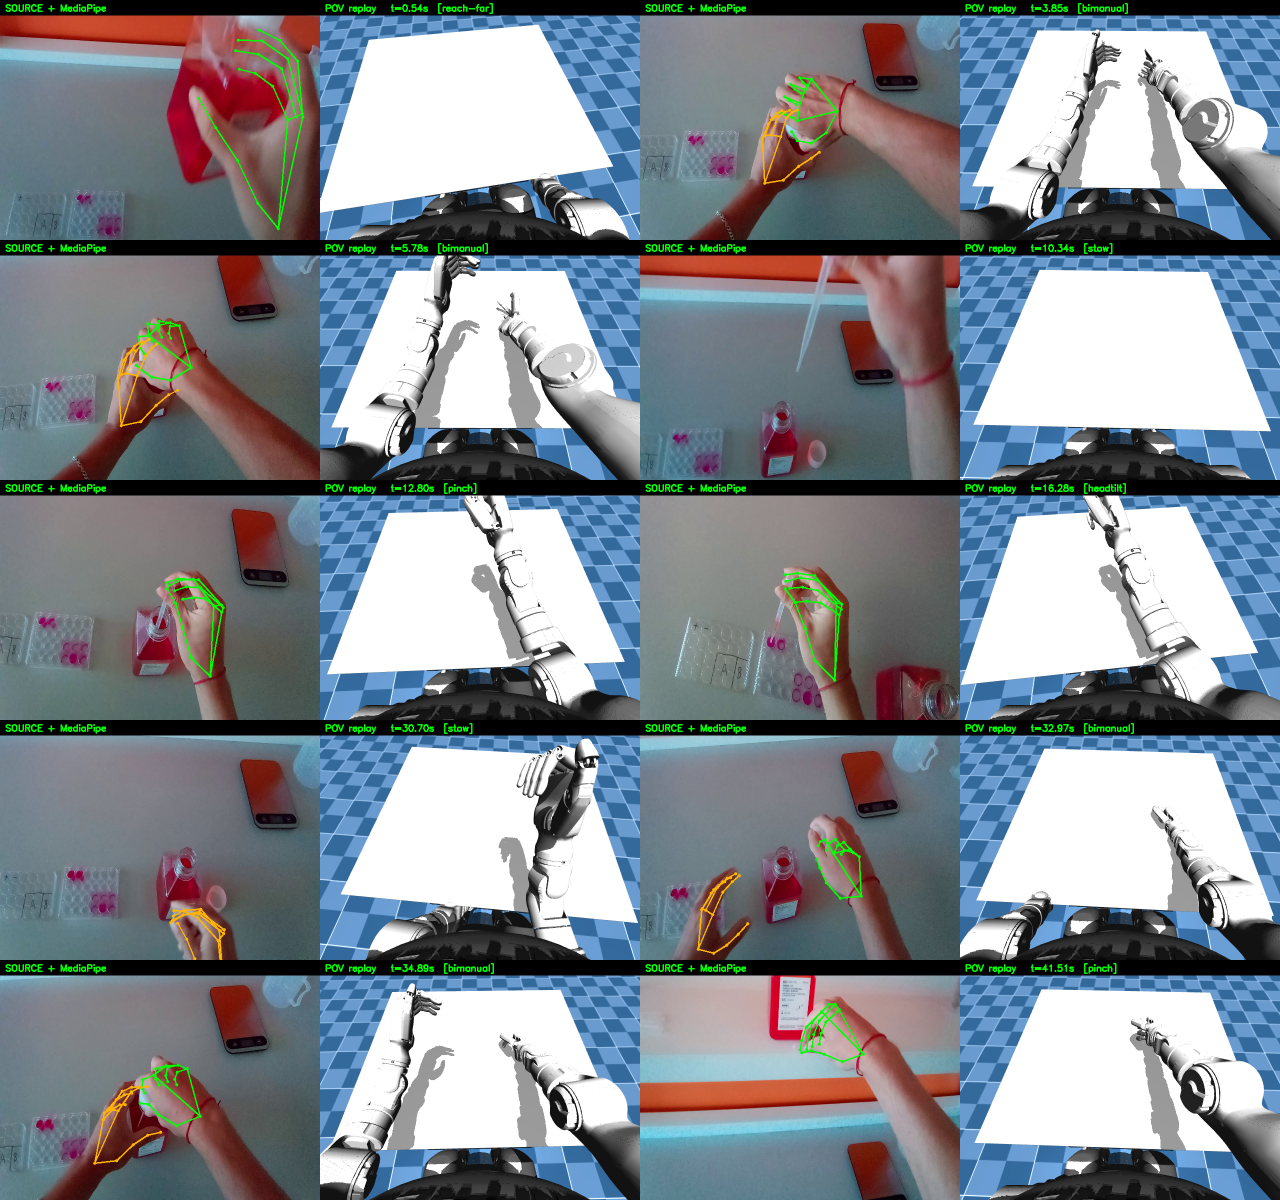 SOURCE + MediaPipe
POV replay t=0.54s [reach-far]
SOURCE + MediaPipe
POV replay t=3.85s [bimanual]
SOURCE + MediaPipe
POV replay t=5.78s [bimanual]
SOURCE + MediaPipe
POV replay t=10.34s [stow]
SOURCE + MediaPipe
POV replay t=12.80s [pinch]
SOURCE + MediaPipe
POV replay t=16.28s [headtilt]
A
SOURCE + MediaPipe
POV replay t=30.70s [stow]
SOURCE + MediaPipe
POV replay t=32.97s [bimanual]
SOURCE + MediaPipe
POV replay t=34.89s [bimanual]
SOURCE + MediaPipe
POV replay t=41.51s [pinch]